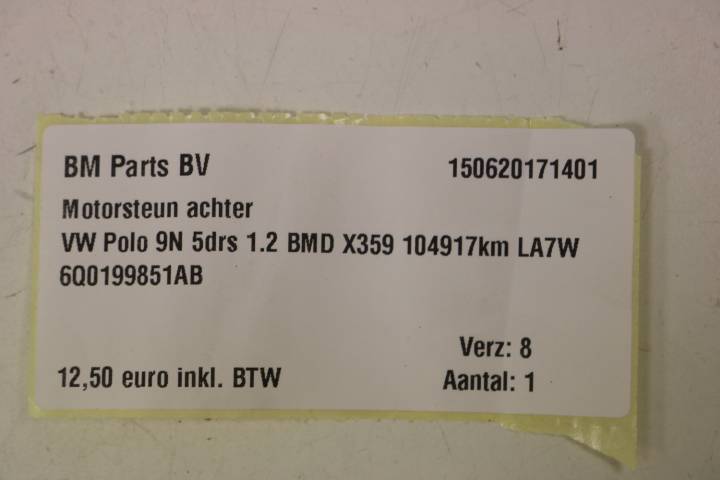 BM Parts BV 150620171401
Motorsteun achter
VW Polo 9N 5drs 1.2 BMD X359 104917km LA7W
6Q0199851AB
Verz: 8
12,50 euro inkl. BTW Aantal: 1